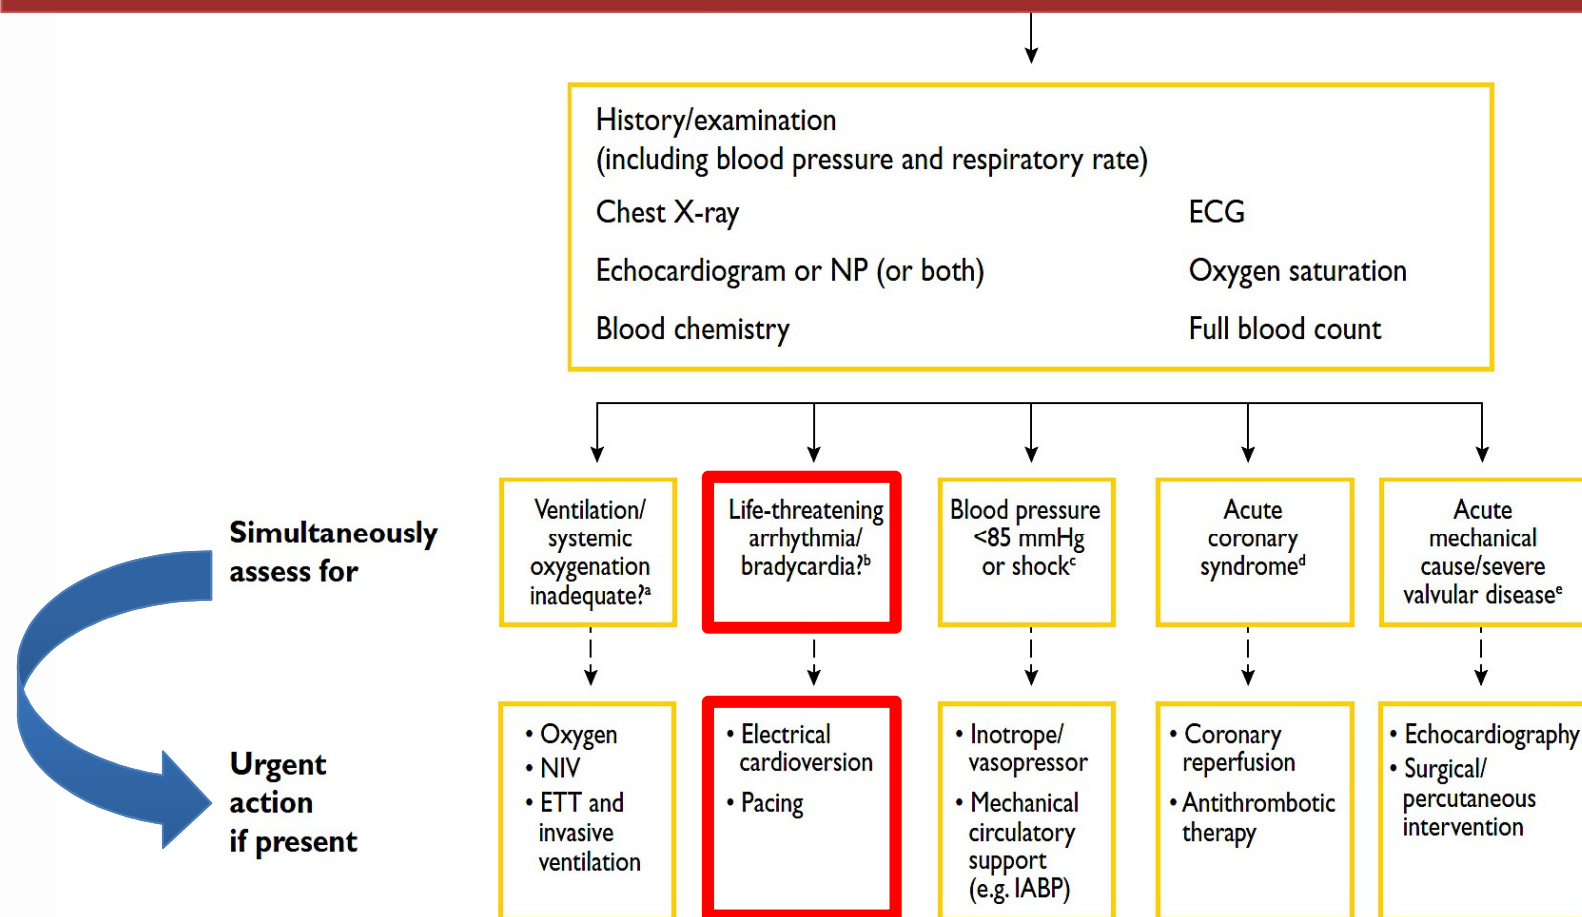 History/examination
(including blood pressure and respiratory rate)
Chest X-ray
ECG
Echocardiogram or NP (or both)
Oxygen saturation
Blood chemistry
Full blood count
Simultaneously
assess for
Ventilation/
systemic
oxygenation
inadequate?ᵃ
Life-threatening
arrhythmia/
bradycardia?ᵇ
Blood pressure
<85 mmHg
or shockᶜ
Acute
coronary
syndromeᵈ
Acute
mechanical
cause/severe
valvular diseaseᵉ
Urgent
action
if present
• Oxygen
• NIV
• ETT and
invasive
ventilation
• Electrical
cardioversion
• Pacing
• Inotrope/
vasopressor
• Mechanical
circulatory
support
(e.g. IABP)
• Coronary
reperfusion
• Antithrombotic
therapy
• Echocardiography
• Surgical/
percutaneous
intervention